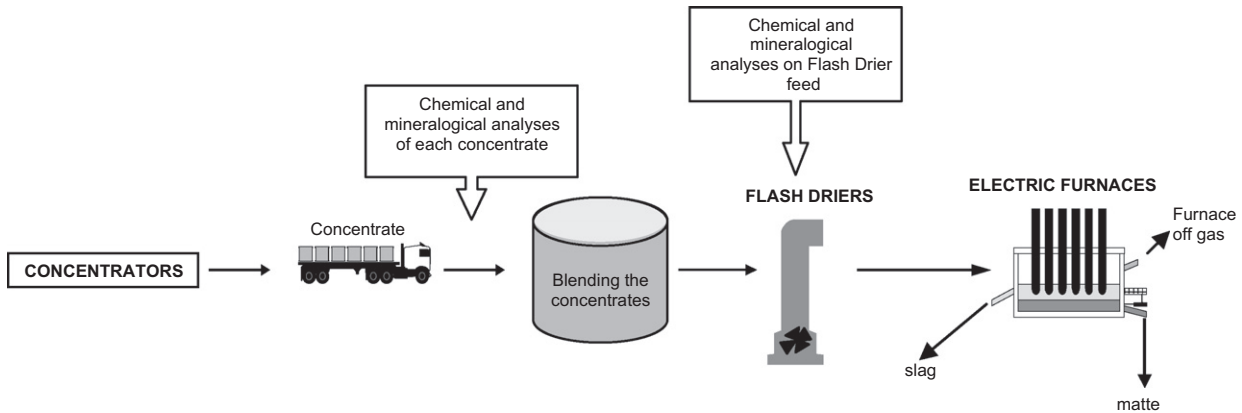 Chemical and
mineralogical
analyses on Flash Drier
feed
Chemical and
mineralogical analyses
of each concentrate
FLASH DRIERS
ELECTRIC FURNACES
Furnace
off gas
Concentrate
CONCENTRATORS
Blending the
concentrates
slag
matte